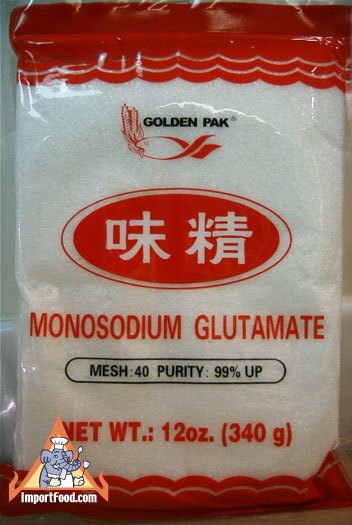 GOLDEN PAK®
味精
MONOSODIUM GLUTAMATE
MESH: 40 PURITY: 99% UP
NET WT.: 12oz. (340 g)
ImportFood.com